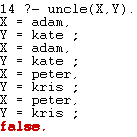 14 ?- uncle(X,Y).
X = adam,
Y = kate ;
X = adam,
Y = kate ;
X = peter,
Y = kris ;
X = peter,
Y = kris ;
false.